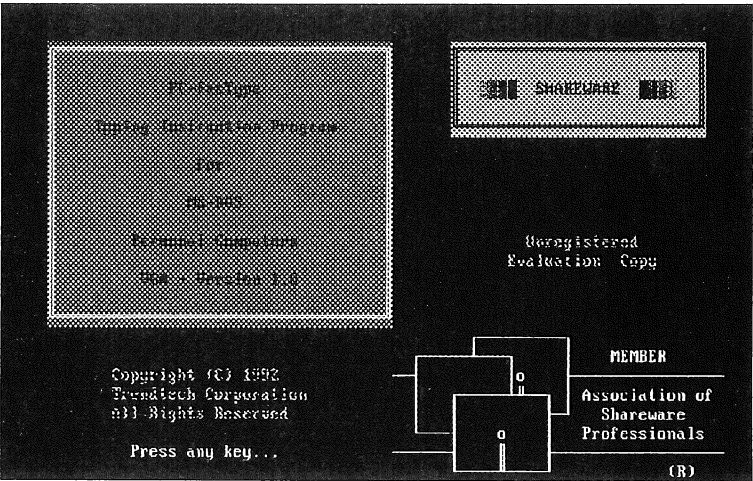 Typing Instruction Program
For
Personal Computers
SHAREWARE
Unregistered
Evaluation Copy
Copyright (C) 1992
Trendtech Corporation
All Rights Reserved
Press any key...
MEMBER
Association of
Shareware
Professionals
(R)